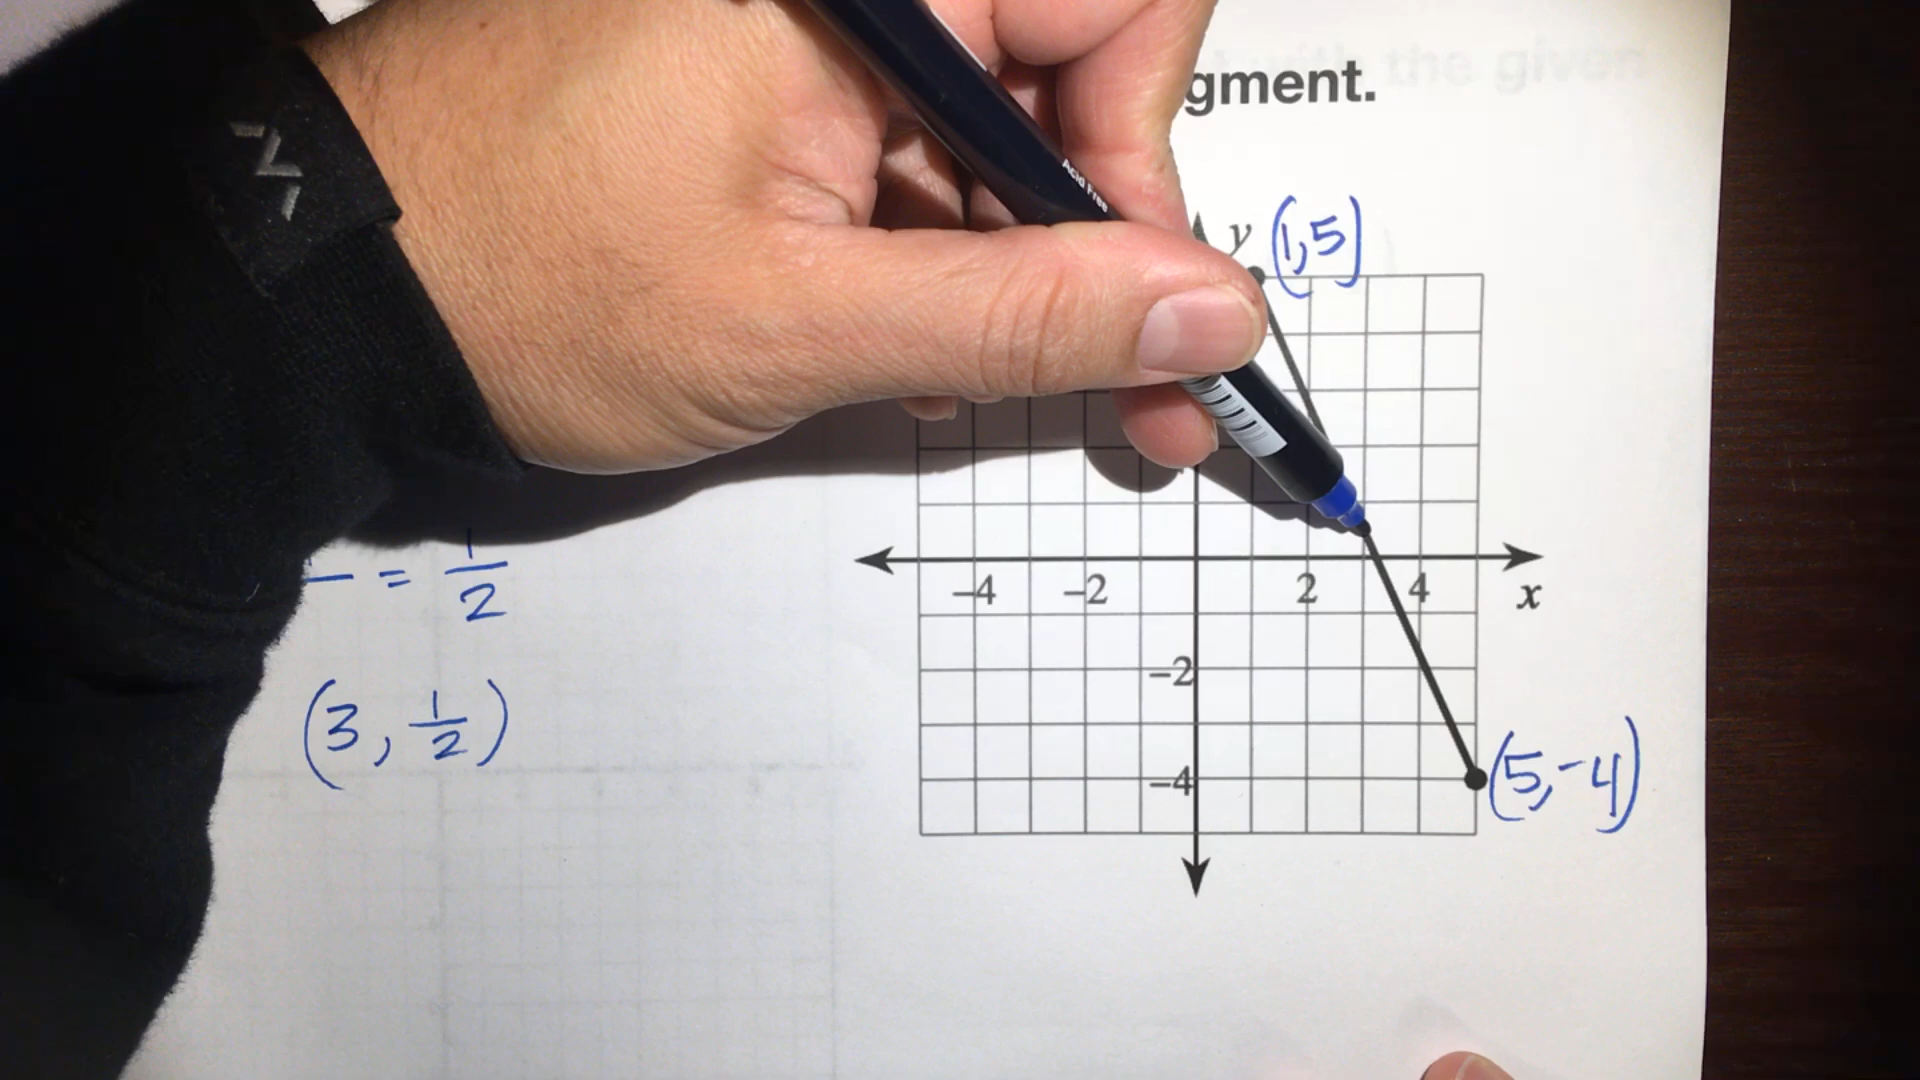 gment.
Acid Free
y (1,5)
-4 -2 2 4 x
– = 1/2
(3, 1/2)
-2
-4 (5,-4)